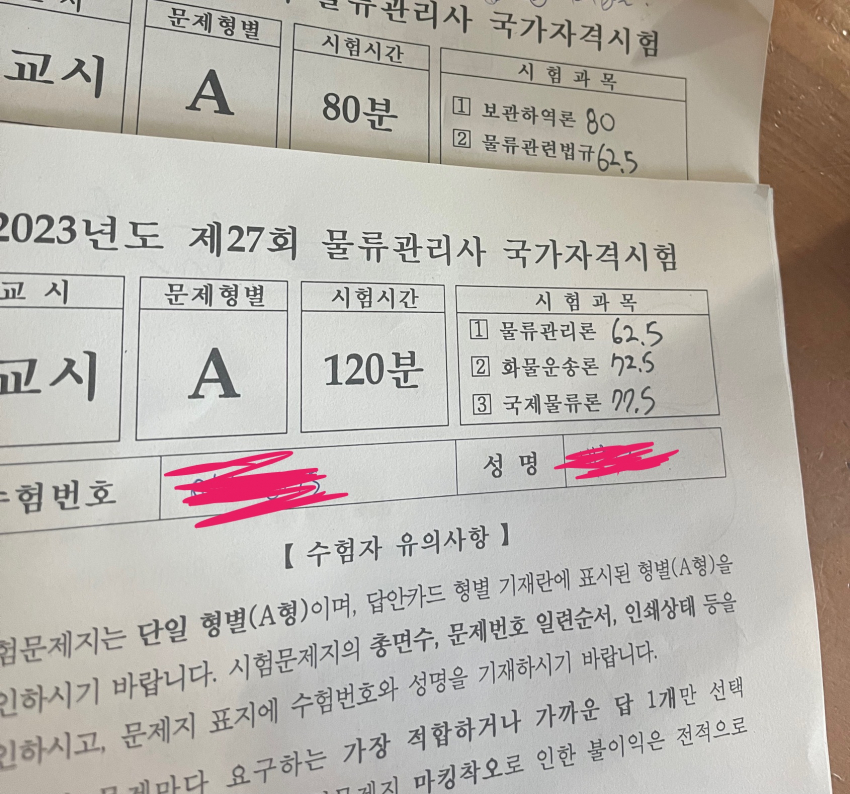 물류관리사 국가자격시험
문제형별
시험시간
시 험 과 목
교시
A
80분
1 보관하역론 80
2 물류관련법규 62.5
2023년도 제27회 물류관리사 국가자격시험
교 시
문제형별
시험시간
시 험 과 목
교시
A
120분
1 물류관리론 62.5
2 화물운송론 72.5
3 국제물류론 77.5
수험번호
성 명
【 수험자 유의사항 】
험문제지는 단일 형별(A형)이며, 답안카드 형별 기재란에 표시된 형별(A형)을
인하시기 바랍니다. 시험문제지의 총면수, 문제번호 일련순서, 인쇄상태 등을
인하시고, 문제지 표지에 수험번호와 성명을 기재하시기 바랍니다.
문제마다 요구하는 가장 적합하거나 가까운 답 1개만 선택
마킹착오로 인한 불이익은 전적으로